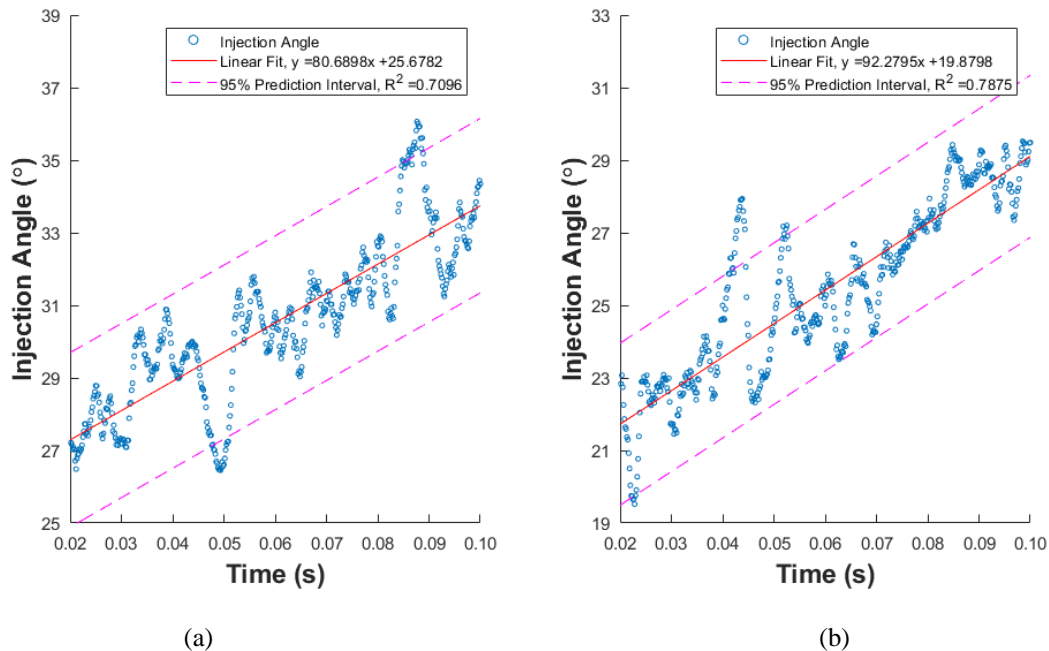 39
37
35
33
31
29
27
25
Injection Angle (°)
Injection Angle
Linear Fit, y =80.6898x +25.6782
95% Prediction Interval, R² =0.7096
0.02 0.03 0.04 0.05 0.06 0.07 0.08 0.09 0.10
Time (s)
(a)
33
31
29
27
25
23
21
19
Injection Angle (°)
Injection Angle
Linear Fit, y =92.2795x +19.8798
95% Prediction Interval, R² =0.7875
0.02 0.03 0.04 0.05 0.06 0.07 0.08 0.09 0.10
Time (s)
(b)